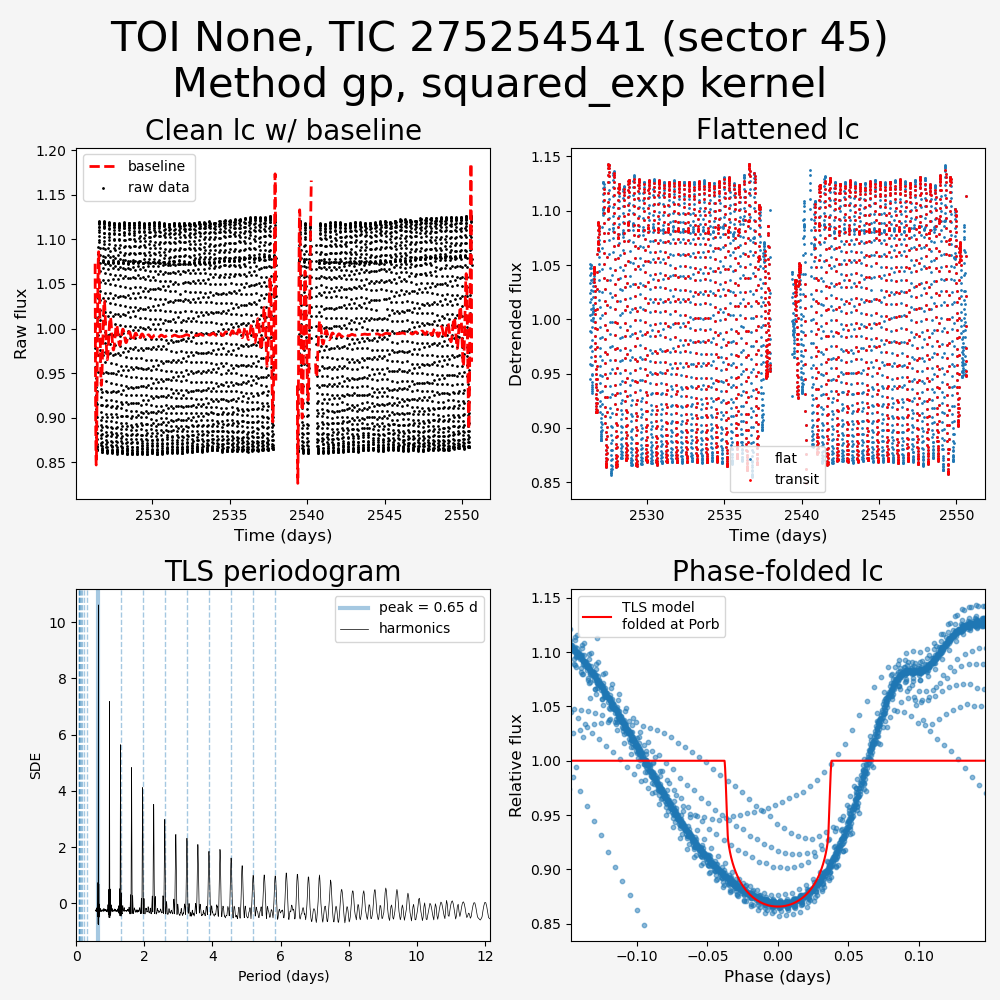 TOI None, TIC 275254541 (sector 45)
Method gp, squared_exp kernel
Clean lc w/ baseline
Raw flux
1.20
1.15
1.10
1.05
1.00
0.95
0.90
0.85
baseline
raw data
2530
2535
2540
2545
2550
Time (days)
Flattened lc
Detrended flux
1.15
1.10
1.05
1.00
0.95
0.90
0.85
flat
transit
2530
2535
2540
2545
2550
Time (days)
TLS periodogram
SDE
10
8
6
4
2
0
peak = 0.65 d
harmonics
0
2
4
6
8
10
12
Period (days)
Phase-folded lc
Relative flux
1.15
1.10
1.05
1.00
0.95
0.90
0.85
TLS model
folded at Porb
−0.10
−0.05
0.00
0.05
0.10
Phase (days)